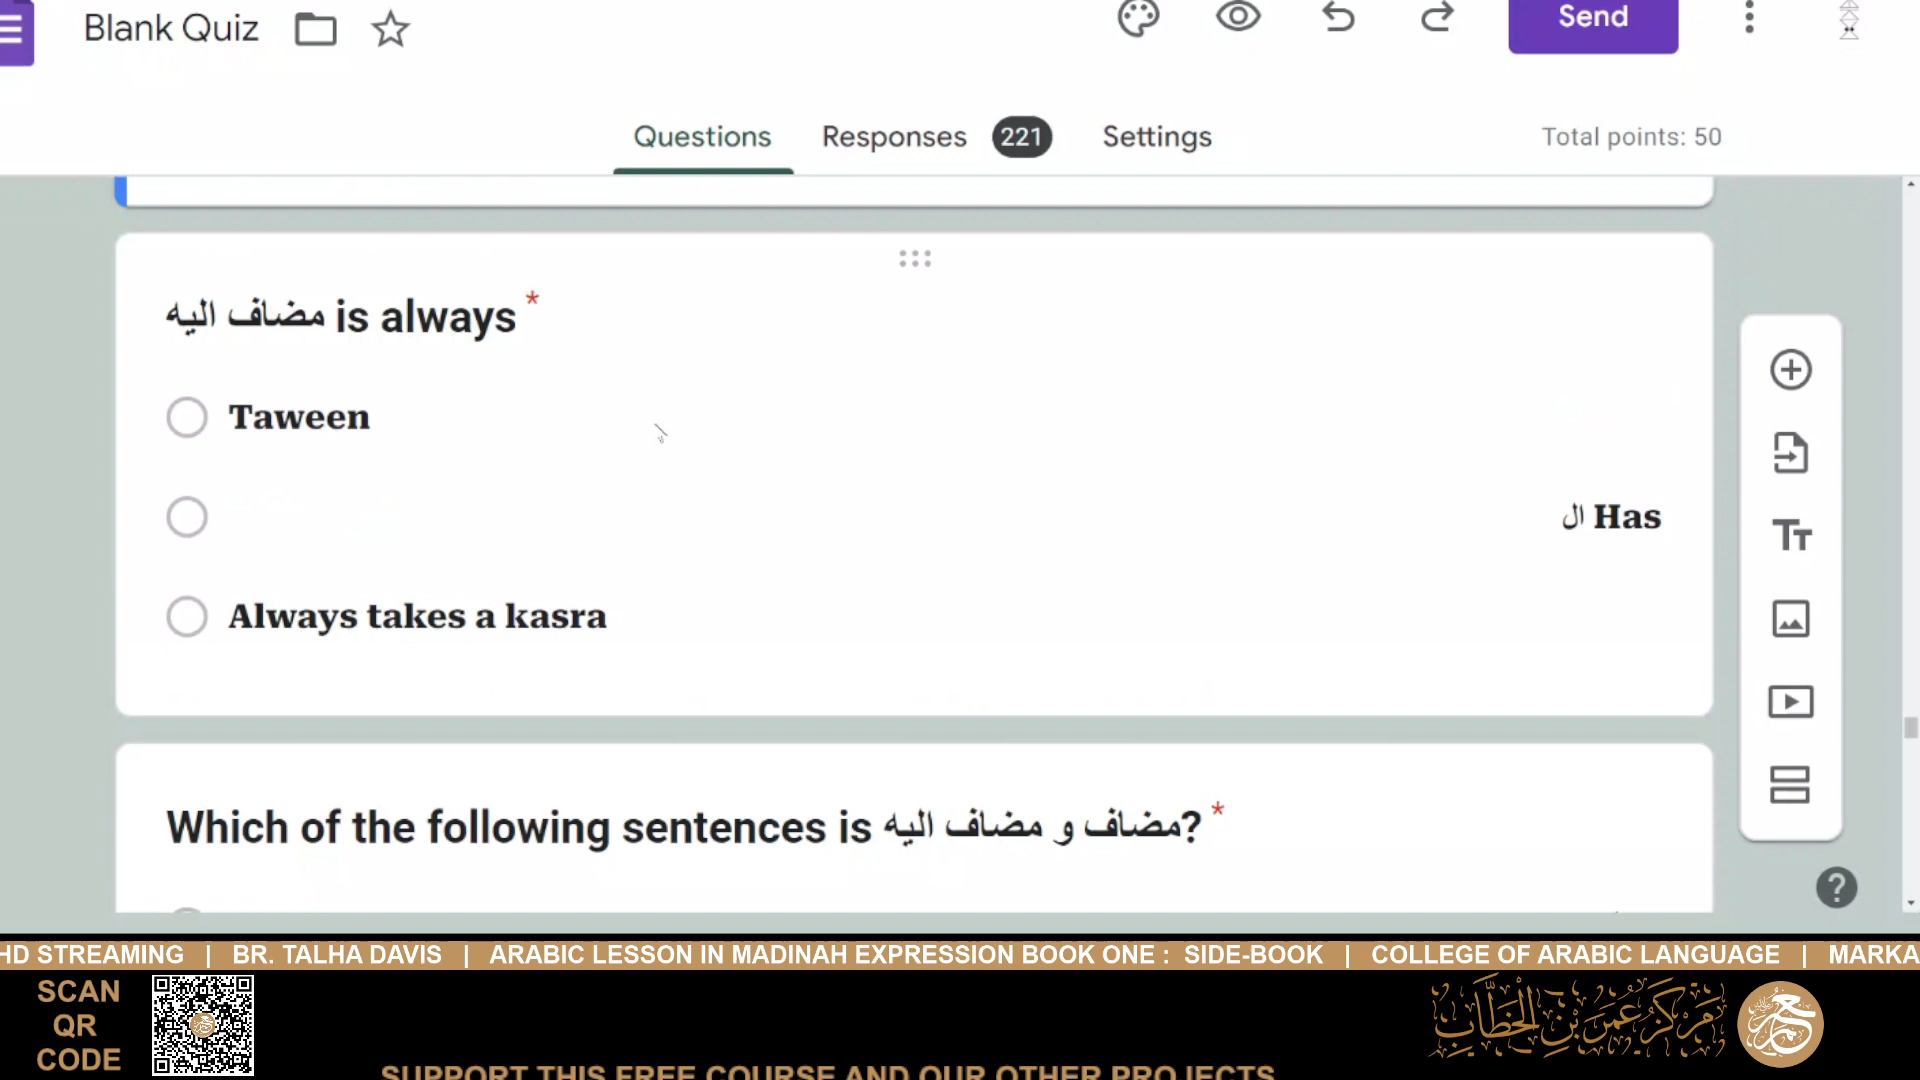 Blank Quiz
Send
Questions
Responses
221
Settings
Total points: 50
مضاف اليه is always *
Taween
ال Has
Always takes a kasra
Which of the following sentences is مضاف و مضاف اليه? *
HD STREAMING | BR. TALHA DAVIS | ARABIC LESSON IN MADINAH EXPRESSION BOOK ONE : SIDE-BOOK | COLLEGE OF ARABIC LANGUAGE | MARKA
SCAN
QR
CODE
مَرْكَزُ عُمَرَ بْنِ الْخَطَّابِ
SUPPORT THIS FREE COURSE AND OUR OTHER PROJECTS